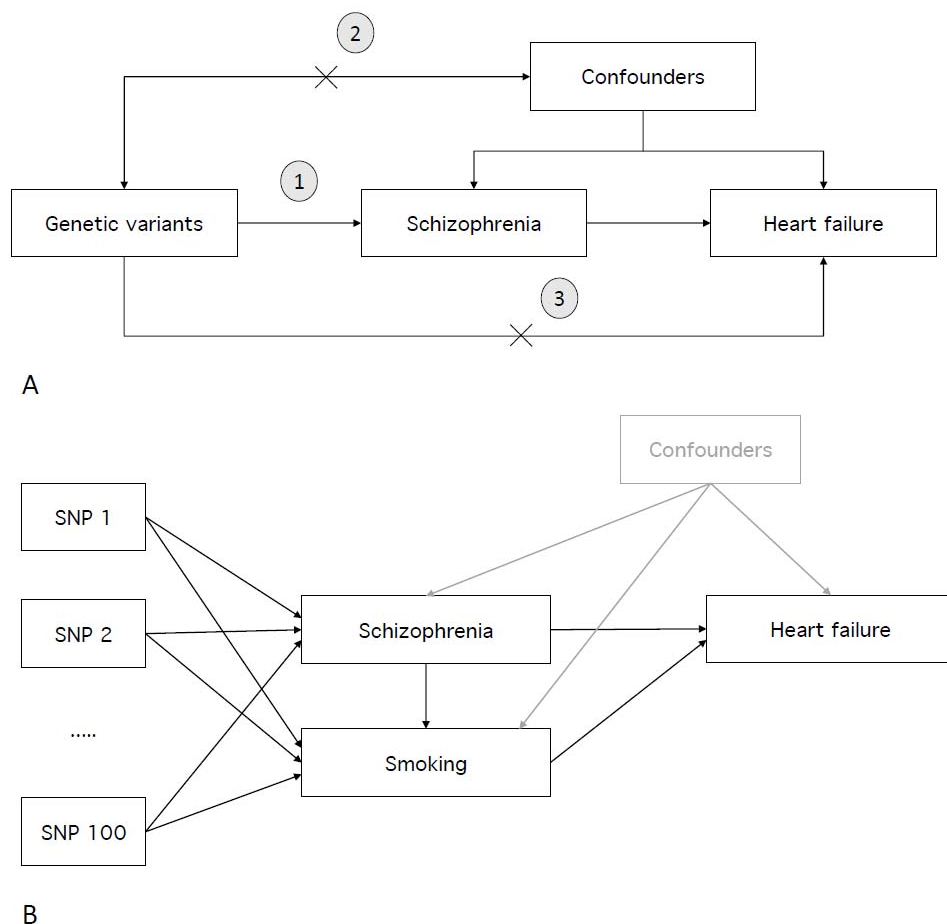 2
Confounders
1
Genetic variants
Schizophrenia
Heart failure
3
A
Confounders
SNP 1
SNP 2
Schizophrenia
Heart failure
.....
Smoking
SNP 100
B